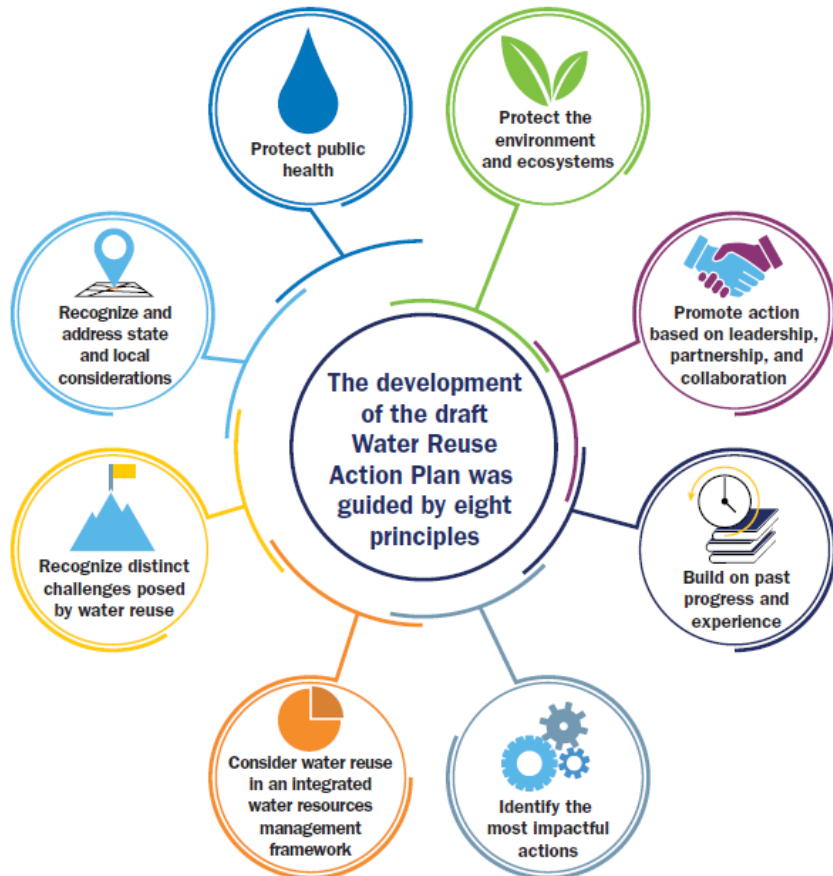 Protect public
health
Protect the
environment
and ecosystems
Promote action
based on leadership,
partnership, and
collaboration
Build on past
progress and
experience
Identify the
most impactful
actions
Consider water reuse
in an integrated
water resources
management
framework
Recognize distinct
challenges posed
by water reuse
Recognize and
address state
and local
considerations
The development
of the draft
Water Reuse
Action Plan was
guided by eight
principles